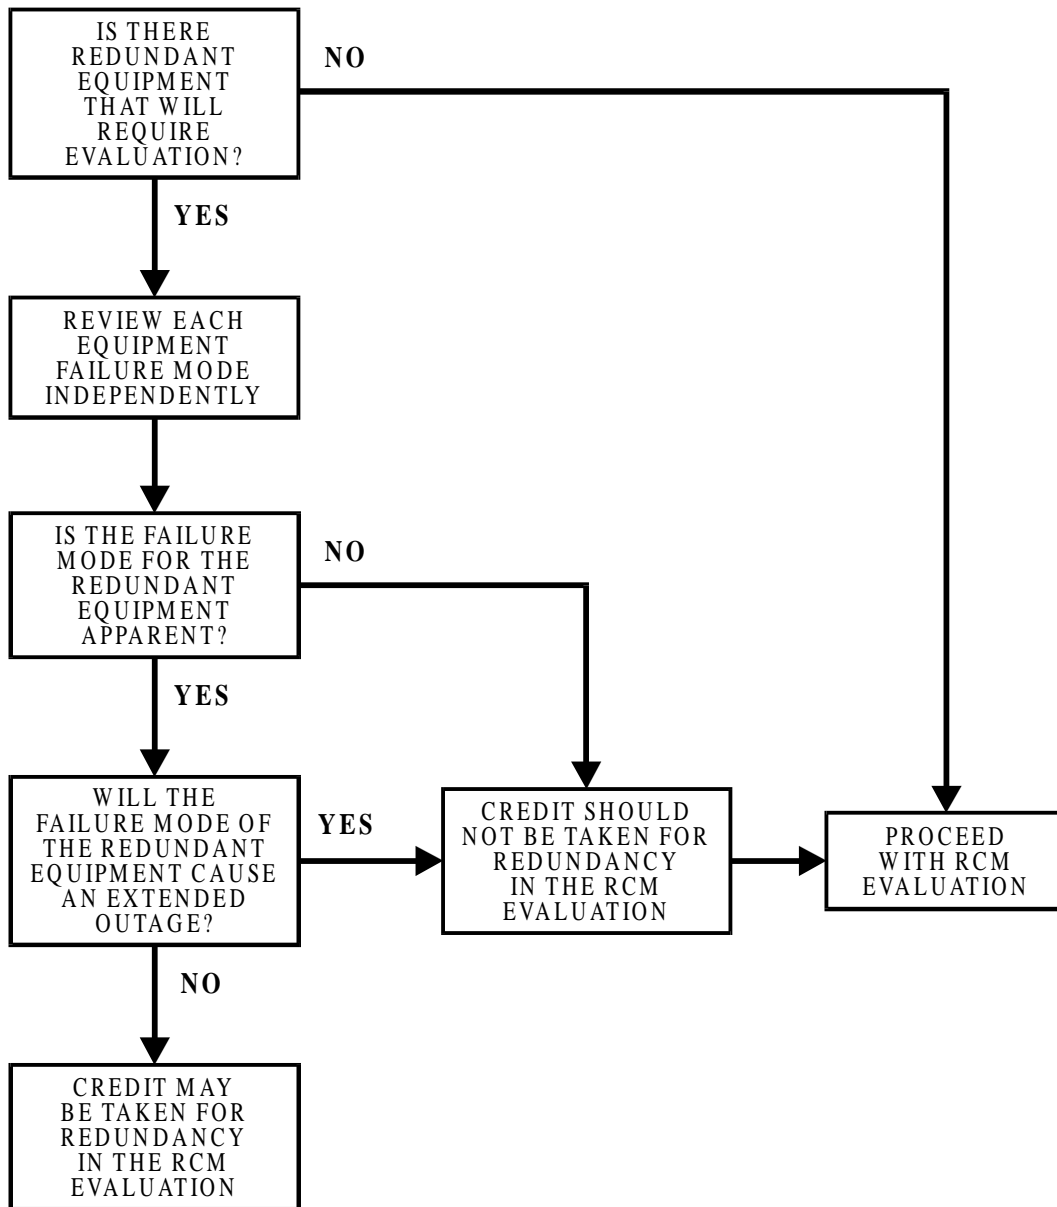 IS THERE
REDUNDANT
EQUIPMENT
THAT WILL
REQUIRE
EVALUATION?
NO
YES
REVIEW EACH
EQUIPMENT
FAILURE MODE
INDEPENDENTLY
IS THE FAILURE
MODE FOR THE
REDUNDANT
EQUIPMENT
APPARENT?
NO
YES
WILL THE
FAILURE MODE OF
THE REDUNDANT
EQUIPMENT CAUSE
AN EXTENDED
OUTAGE?
YES
CREDIT SHOULD
NOT BE TAKEN FOR
REDUNDANCY
IN THE RCM
EVALUATION
PROCEED
WITH RCM
EVALUATION
NO
CREDIT MAY
BE TAKEN FOR
REDUNDANCY
IN THE RCM
EVALUATION